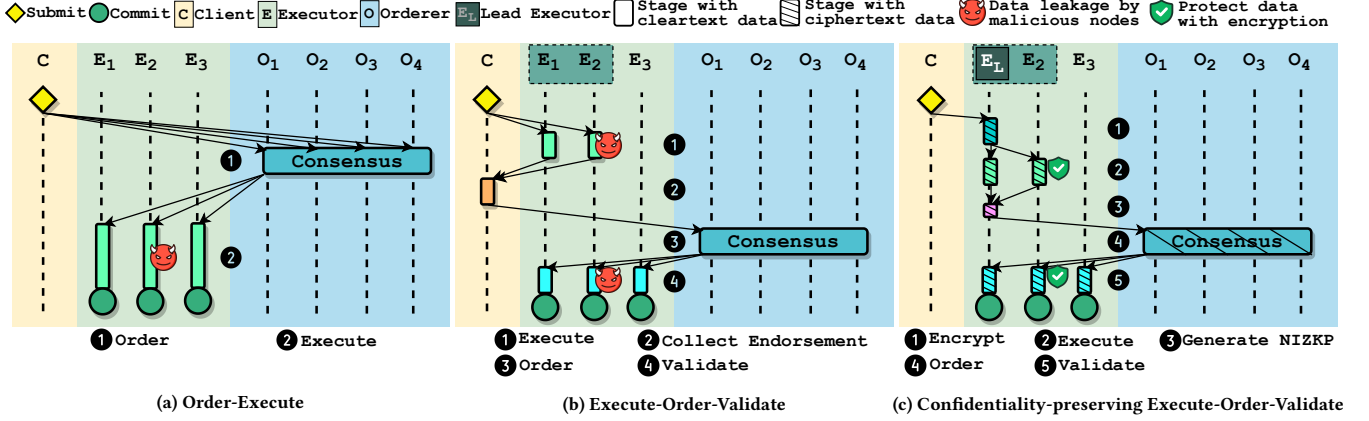 Submit Commit C Client E Executor O Orderer E_L Lead Executor Stage with cleartext data Stage with ciphertext data Data leakage by malicious nodes Protect data with encryption
C E1 E2 E3 O1 O2 O3 O4
1 Consensus
2
1 Order 2 Execute
(a) Order-Execute
C E1 E2 E3 O1 O2 O3 O4
1
2
3 Consensus
4
1 Execute 2 Collect Endorsement
3 Order 4 Validate
(b) Execute-Order-Validate
C E_L E2 E3 O1 O2 O3 O4
1
2
3
4 Consensus
5
1 Encrypt 2 Execute 3 Generate NIZKP
4 Order 5 Validate
(c) Confidentiality-preserving Execute-Order-Validate